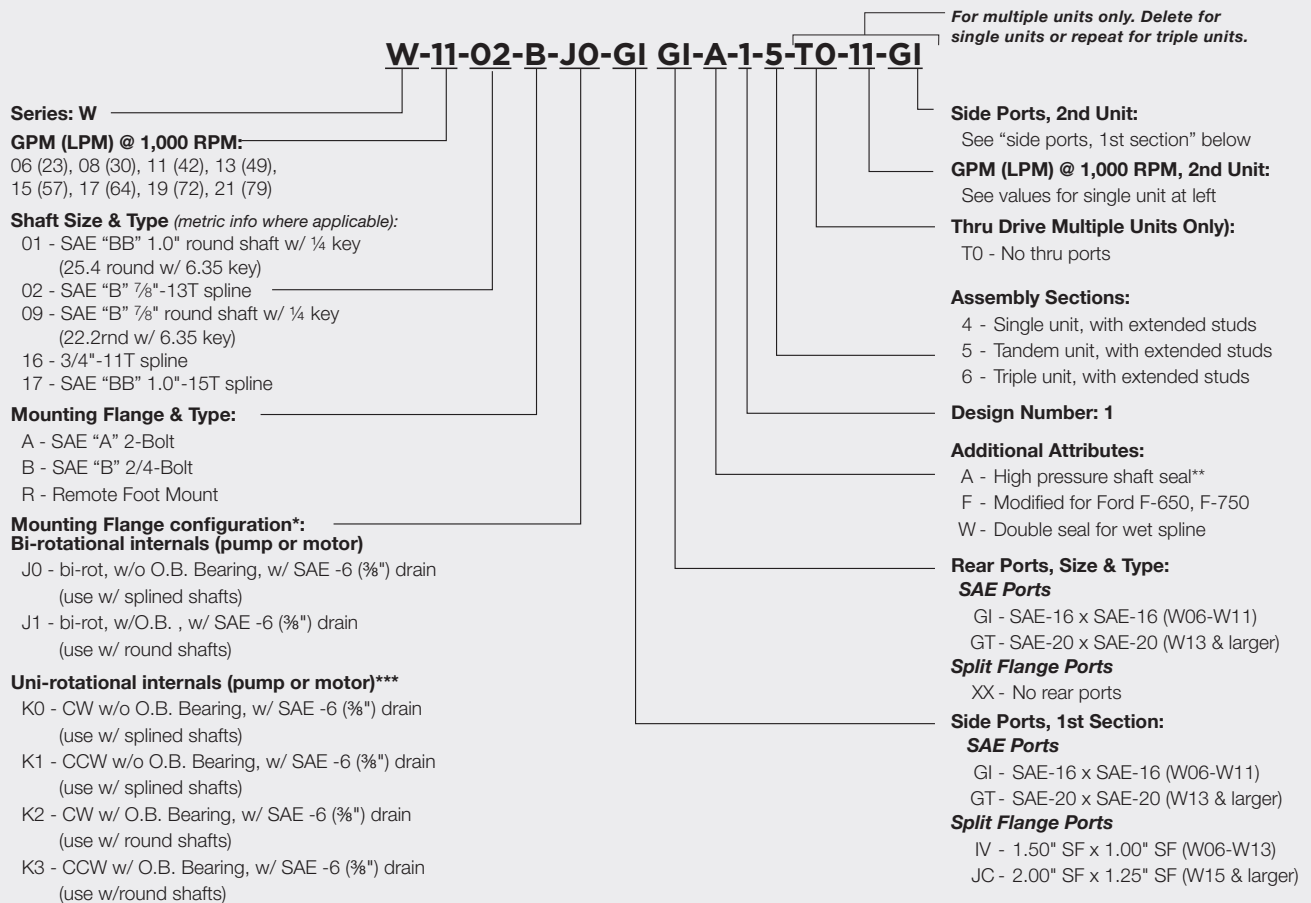 For multiple units only. Delete for
single units or repeat for triple units.
W-11-02-B-J0-GI GI-A-1-5-T0-11-GI
Series: W
GPM (LPM) @ 1,000 RPM:
06 (23), 08 (30), 11 (42), 13 (49),
15 (57), 17 (64), 19 (72), 21 (79)
Shaft Size & Type (metric info where applicable):
01 - SAE “BB” 1.0" round shaft w/ ¼ key
(25.4 round w/ 6.35 key)
02 - SAE “B” ⅞"-13T spline
09 - SAE “B” ⅞" round shaft w/ ¼ key
(22.2rnd w/ 6.35 key)
16 - 3/4"-11T spline
17 - SAE “BB” 1.0"-15T spline
Mounting Flange & Type:
A - SAE “A” 2-Bolt
B - SAE “B” 2/4-Bolt
R - Remote Foot Mount
Mounting Flange configuration*:
Bi-rotational internals (pump or motor)
J0 - bi-rot, w/o O.B. Bearing, w/ SAE -6 (⅜") drain
(use w/ splined shafts)
J1 - bi-rot, w/O.B. , w/ SAE -6 (⅜") drain
(use w/ round shafts)
Uni-rotational internals (pump or motor)***
K0 - CW w/o O.B. Bearing, w/ SAE -6 (⅜") drain
(use w/ splined shafts)
K1 - CCW w/o O.B. Bearing, w/ SAE -6 (⅜") drain
(use w/ splined shafts)
K2 - CW w/ O.B. Bearing, w/ SAE -6 (⅜") drain
(use w/ round shafts)
K3 - CCW w/ O.B. Bearing, w/ SAE -6 (⅜") drain
(use w/round shafts)
Side Ports, 2nd Unit:
See “side ports, 1st section” below
GPM (LPM) @ 1,000 RPM, 2nd Unit:
See values for single unit at left
Thru Drive Multiple Units Only):
T0 - No thru ports
Assembly Sections:
4 - Single unit, with extended studs
5 - Tandem unit, with extended studs
6 - Triple unit, with extended studs
Design Number: 1
Additional Attributes:
A - High pressure shaft seal**
F - Modified for Ford F-650, F-750
W - Double seal for wet spline
Rear Ports, Size & Type:
SAE Ports
GI - SAE-16 x SAE-16 (W06-W11)
GT - SAE-20 x SAE-20 (W13 & larger)
Split Flange Ports
XX - No rear ports
Side Ports, 1st Section:
SAE Ports
GI - SAE-16 x SAE-16 (W06-W11)
GT - SAE-20 x SAE-20 (W13 & larger)
Split Flange Ports
IV - 1.50" SF x 1.00" SF (W06-W13)
JC - 2.00" SF x 1.25" SF (W15 & larger)